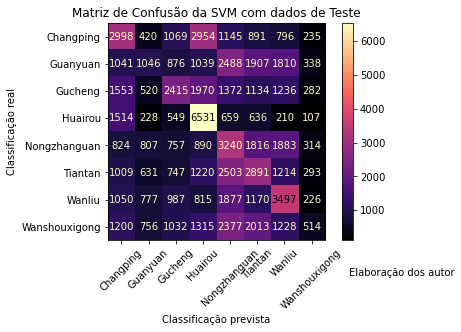 Matriz de Confusão da SVM com dados de Teste
Changping 2998 420 1069 2954 1145 891 796 235
Guanyuan 1041 1046 876 1039 2488 1907 1810 338
Gucheng 1553 520 2415 1970 1372 1134 1236 282
Huairou 1514 228 549 6531 659 636 210 107
Nongzhanguan 824 807 757 890 3240 1816 1883 314
Tiantan 1009 631 747 1220 2503 2891 1214 293
Wanliu 1050 777 987 815 1877 1170 3497 226
Wanshouxigong 1200 756 1032 1315 2377 2013 1228 514
Changping Guanyuan Gucheng Huairou Nongzhanguan Tiantan Wanliu Wanshouxigong
Classificação real
Classificação prevista
6000
5000
4000
3000
2000
1000
Elaboração dos autor